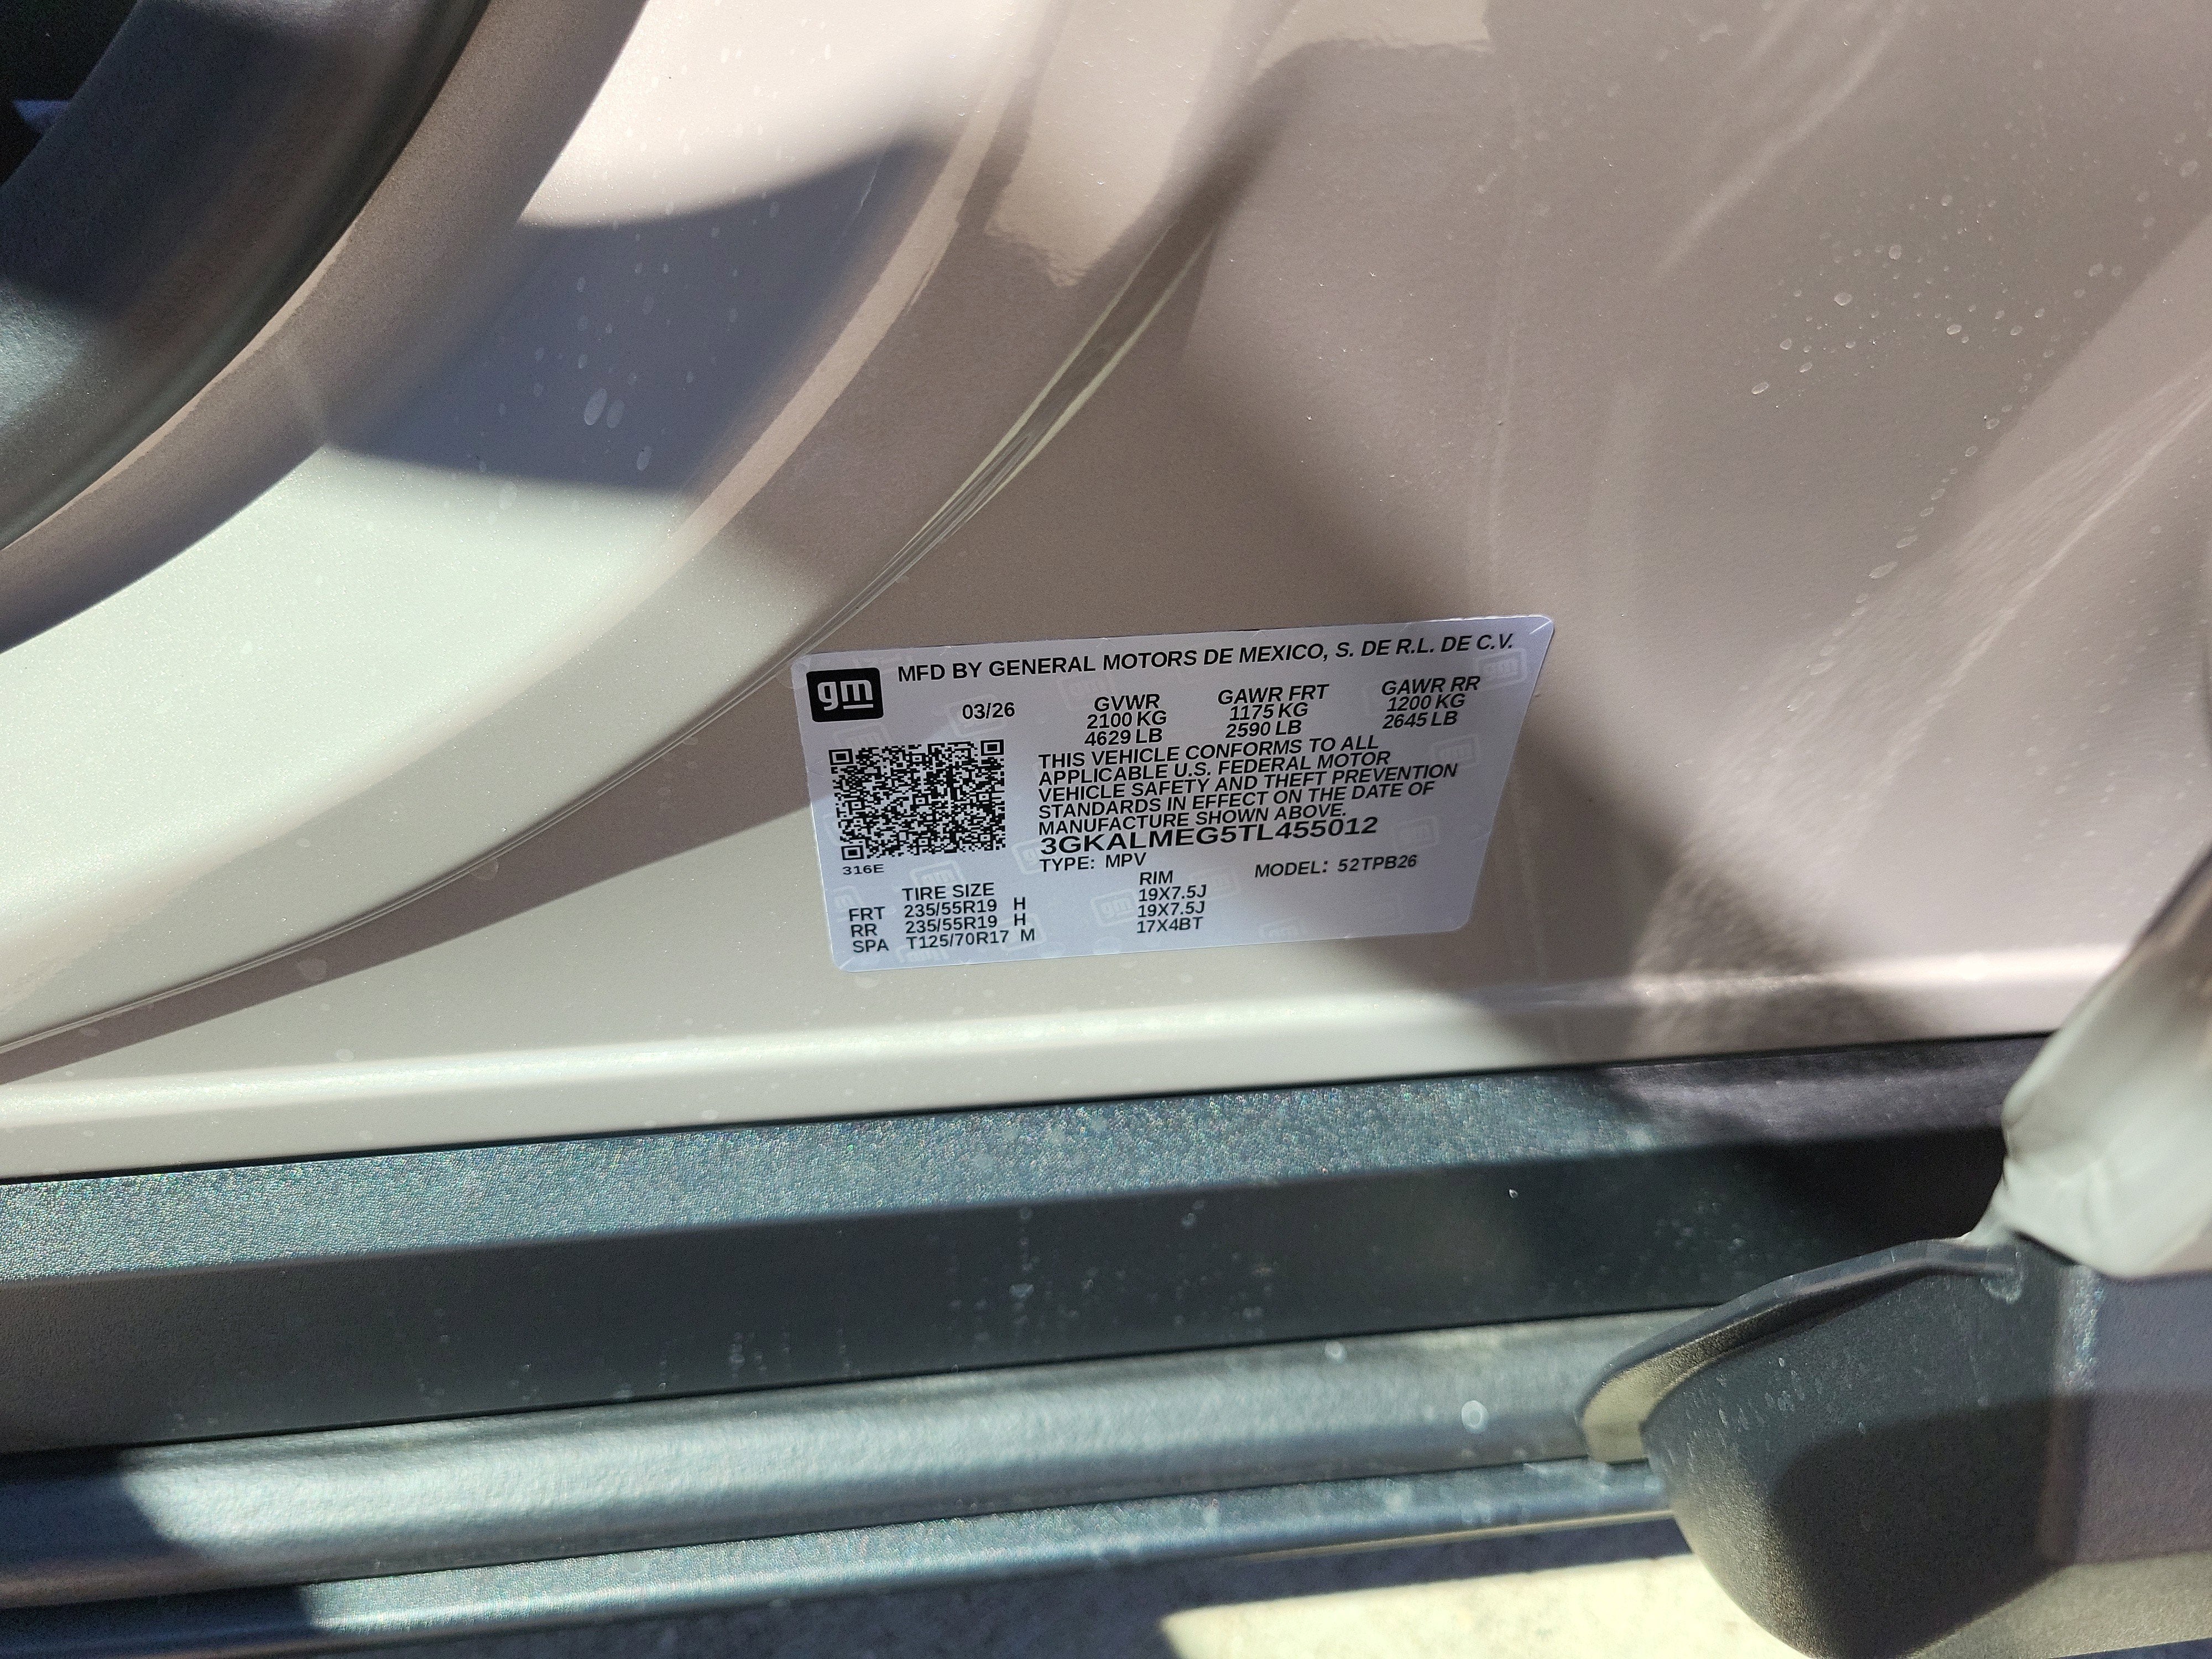 gm
MFD BY GENERAL MOTORS DE MEXICO, S. DE R.L. DE C.V.
03/26
GVWR GAWR FRT GAWR RR
2100 KG 1175 KG 1200 KG
4629 LB 2590 LB 2645 LB
THIS VEHICLE CONFORMS TO ALL
APPLICABLE U.S. FEDERAL MOTOR
VEHICLE SAFETY AND THEFT PREVENTION
STANDARDS IN EFFECT ON THE DATE OF
MANUFACTURE SHOWN ABOVE.
3GKALMEG5TL455012
TYPE: MPV MODEL: 52TPB26
316E
TIRE SIZE RIM
FRT 235/55R19 H 19X7.5J
RR 235/55R19 H 19X7.5J
SPA T125/70R17 M 17X4BT